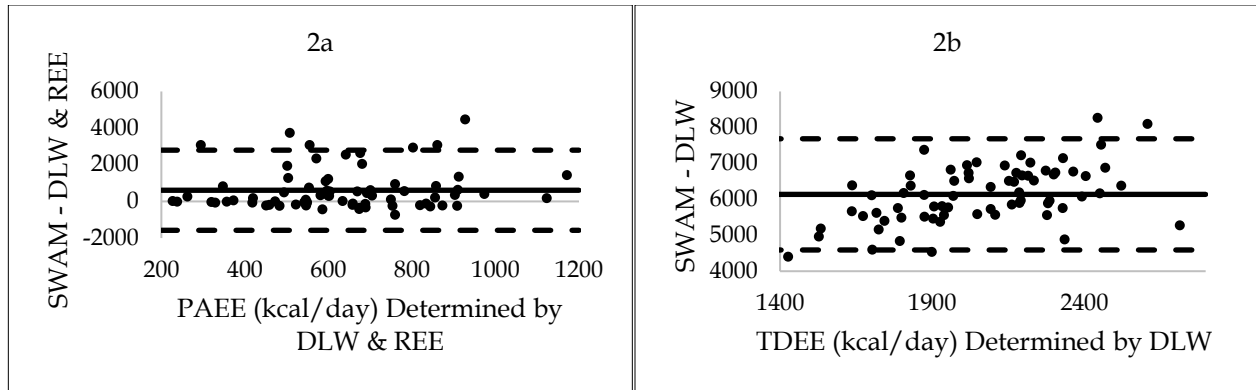 2a
SWAM - DLW & REE
6000
4000
2000
0
-2000
200 400 600 800 1000 1200
PAEE (kcal/day) Determined by
DLW & REE
2b
SWAM - DLW
9000
8000
7000
6000
5000
4000
1400 1900 2400
TDEE (kcal/day) Determined by DLW